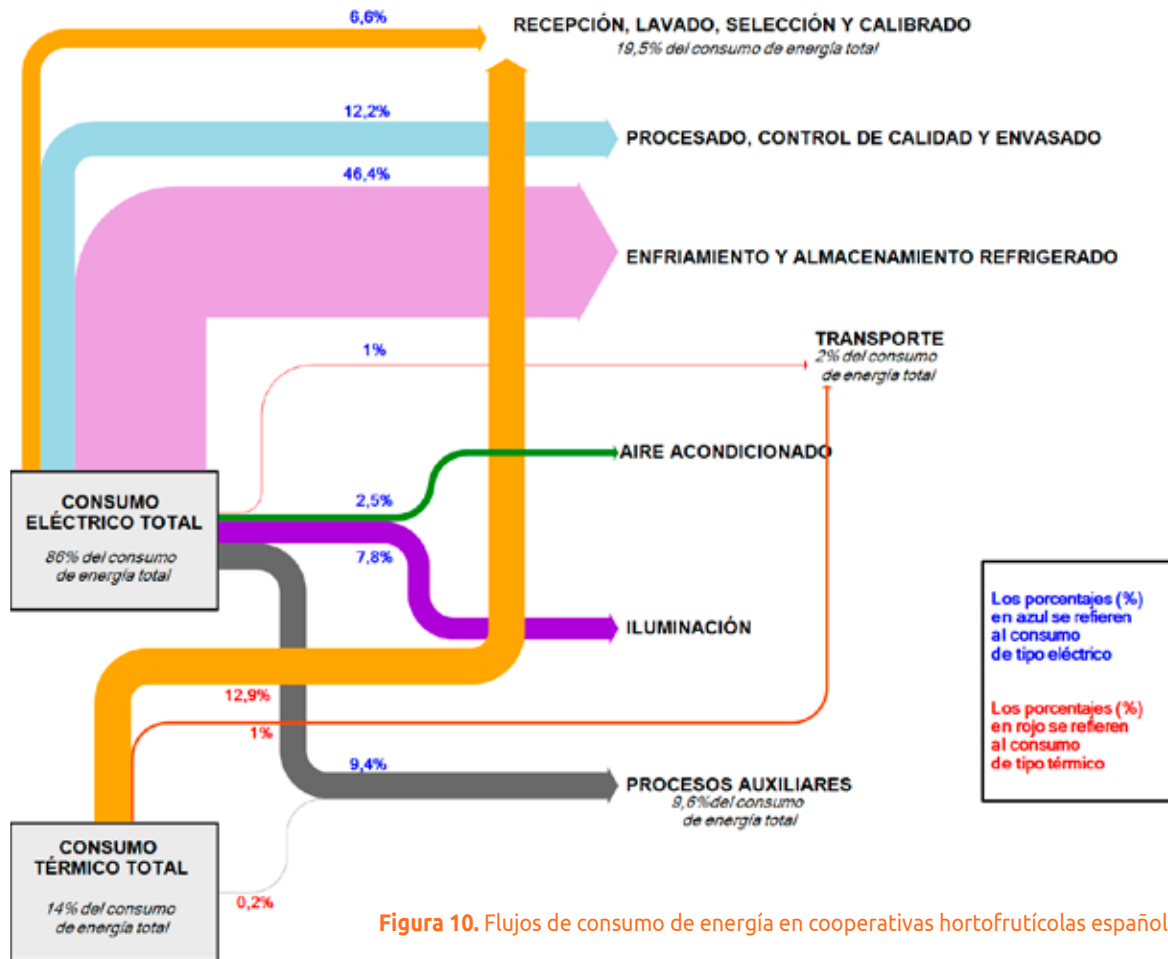 6,6%
RECEPCIÓN, LAVADO, SELECCIÓN Y CALIBRADO
19,5% del consumo de energía total
12,2%
PROCESADO, CONTROL DE CALIDAD Y ENVASADO
46,4%
ENFRIAMIENTO Y ALMACENAMIENTO REFRIGERADO
1%
TRANSPORTE
2% del consumo
de energía total
AIRE ACONDICIONADO
CONSUMO
ELÉCTRICO TOTAL
86% del consumo
de energía total
2,5%
7,8%
ILUMINACIÓN
Los porcentajes (%)
en azul se refieren
al consumo
de tipo eléctrico
Los porcentajes (%)
en rojo se refieren
al consumo
de tipo térmico
12,9%
1%
9,4%
PROCESOS AUXILIARES
9,6%del consumo
de energía total
CONSUMO
TÉRMICO TOTAL
14% del consumo
de energía total
0,2%
Figura 10. Flujos de consumo de energía en cooperativas hortofrutícolas español